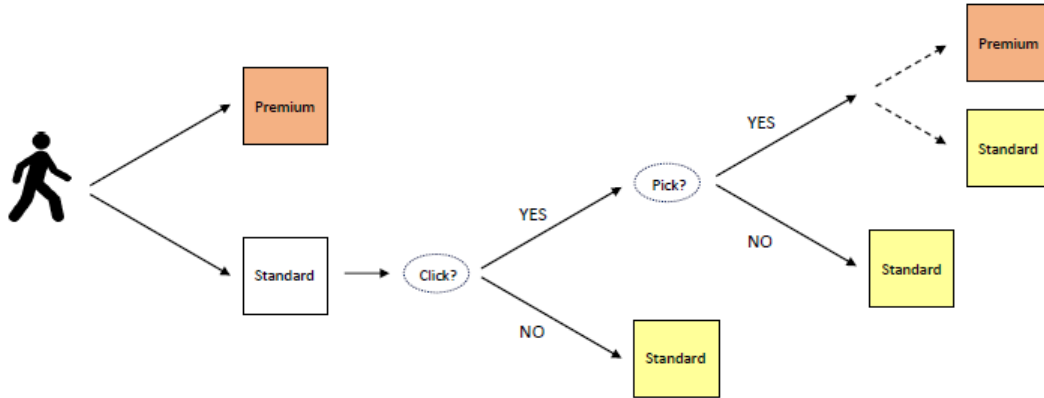 Premium
Premium
YES
Standard
Pick?
YES
NO
Standard
Click?
Standard
NO
Standard